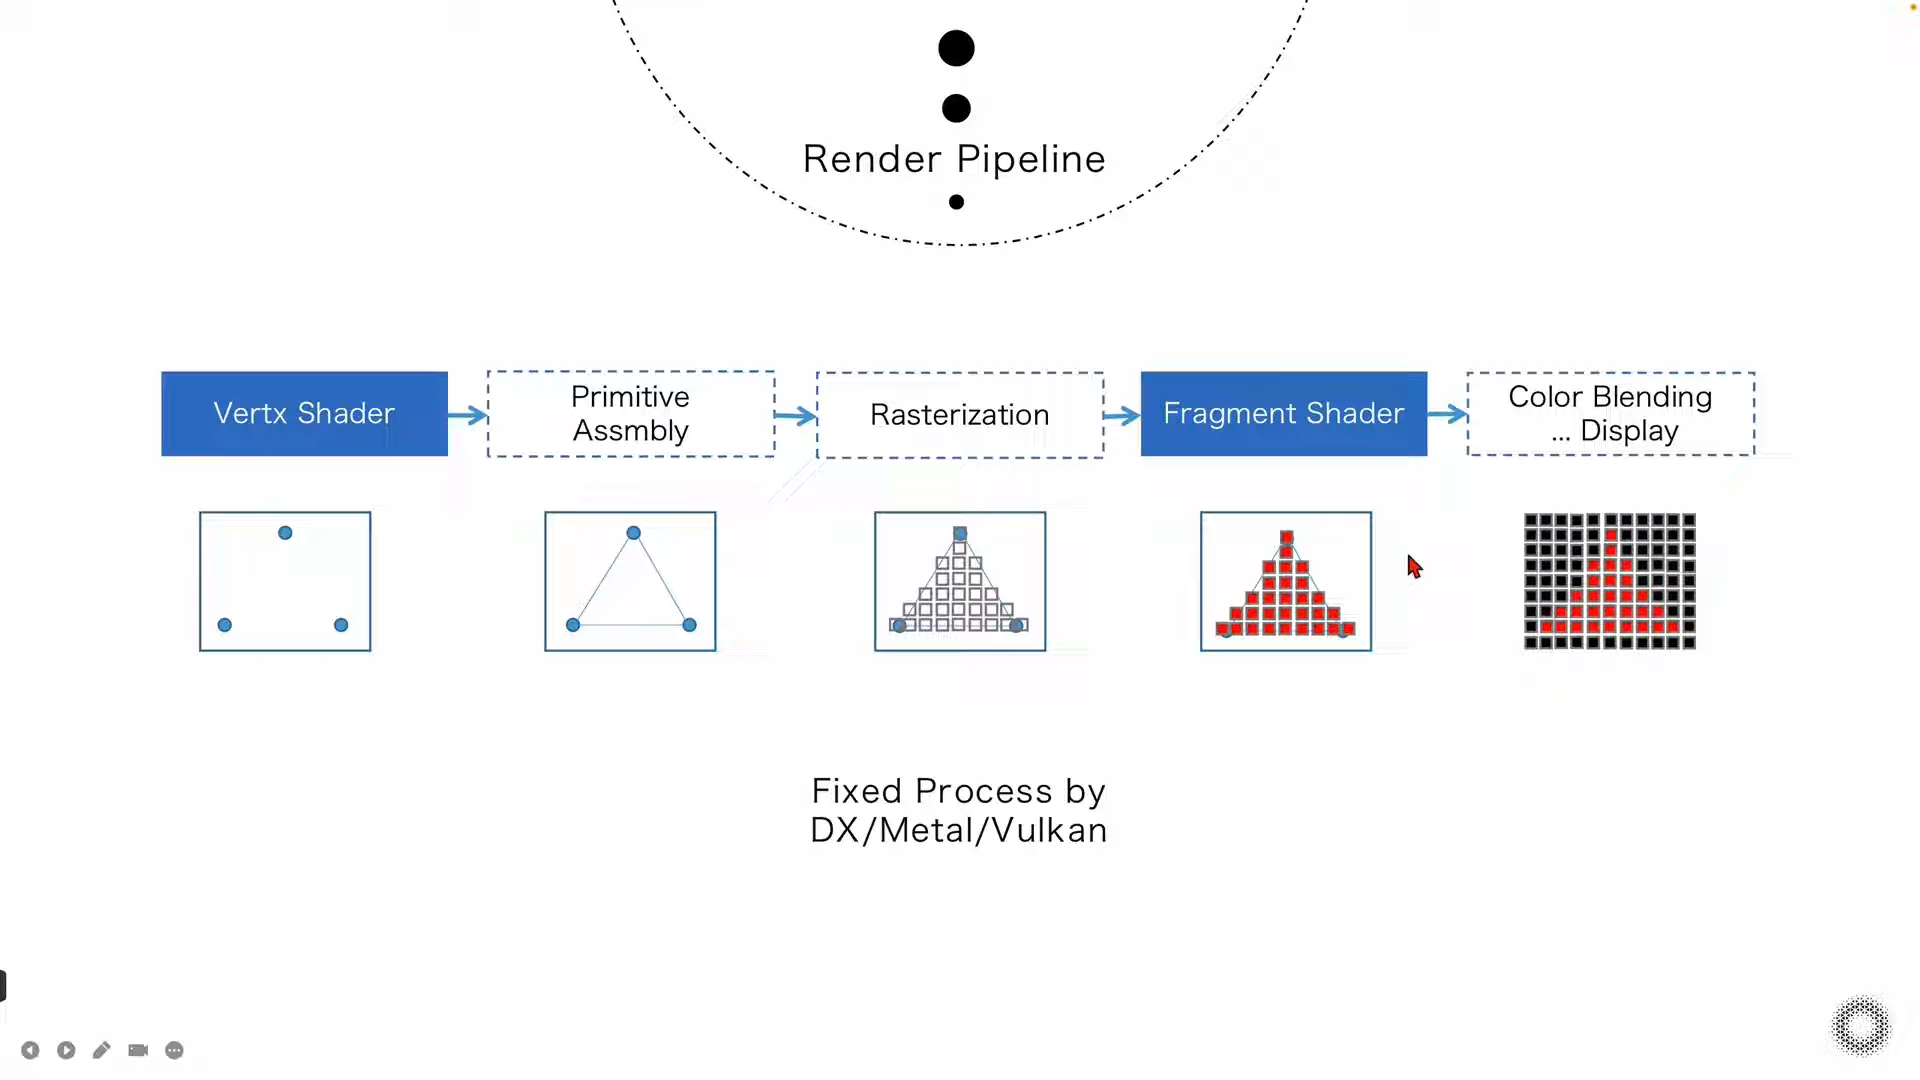 Render Pipeline
Vertx Shader
Primitive
Assmbly
Rasterization
Fragment Shader
Color Blending
... Display
Fixed Process by
DX/Metal/Vulkan